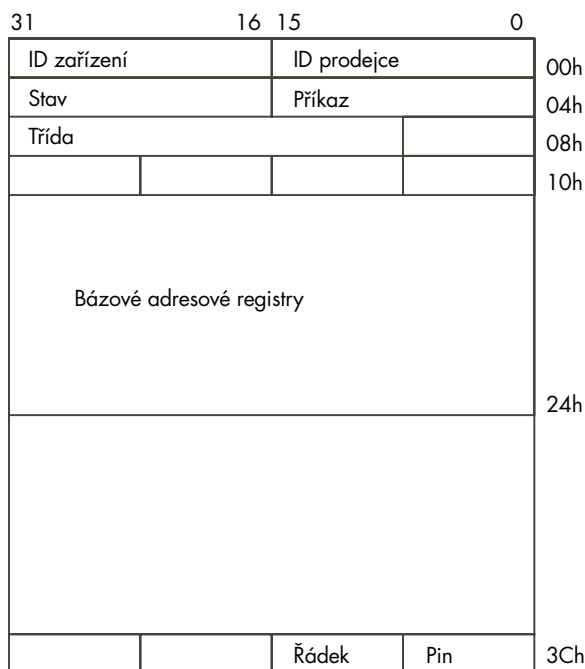 31 16 15 0
ID zařízení ID prodejce 00h
Stav Příkaz 04h
Třída 08h
10h
Bázové adresové registry
24h
Řádek Pin 3Ch